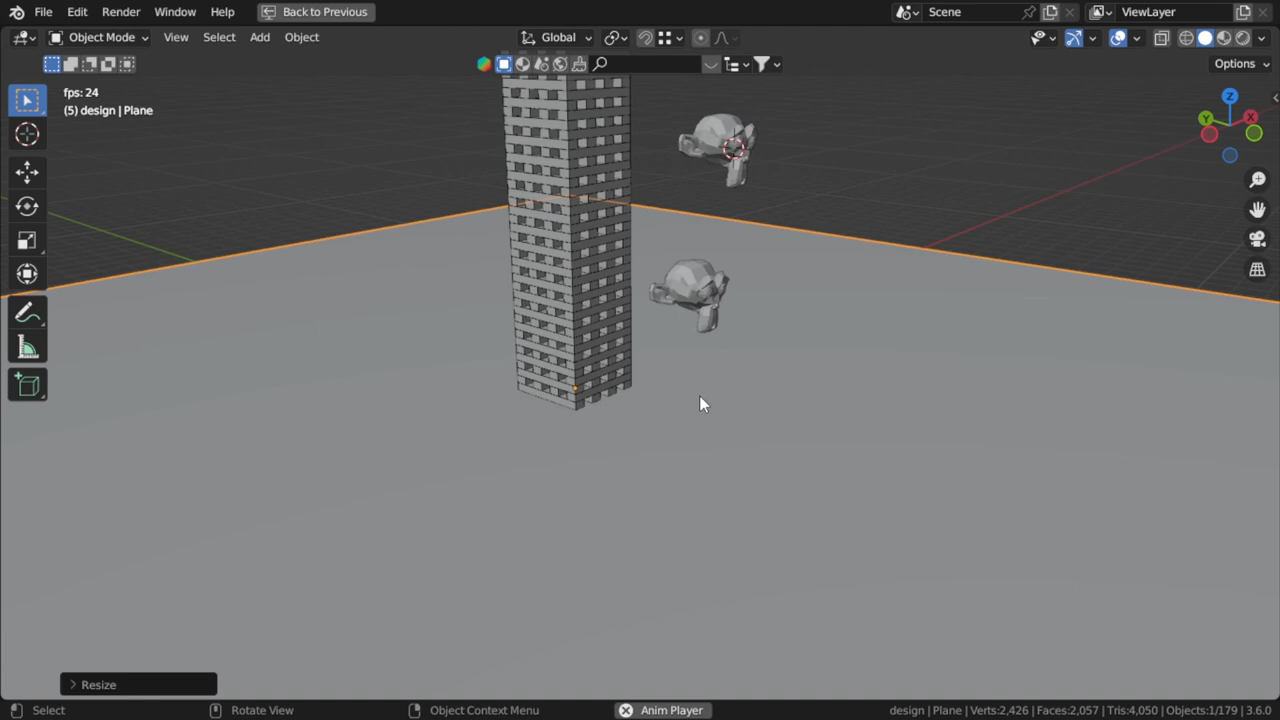 File Edit Render Window Help Back to Previous Scene ViewLayer
Object Mode View Select Add Object Global
Options
fps: 24
(5) design | Plane
Z
Y X
Resize
Select Rotate View Object Context Menu Anim Player design | Plane | Verts:2,426 | Faces:2,057 | Tris:4,050 | Objects:1/179 | 3.6.0